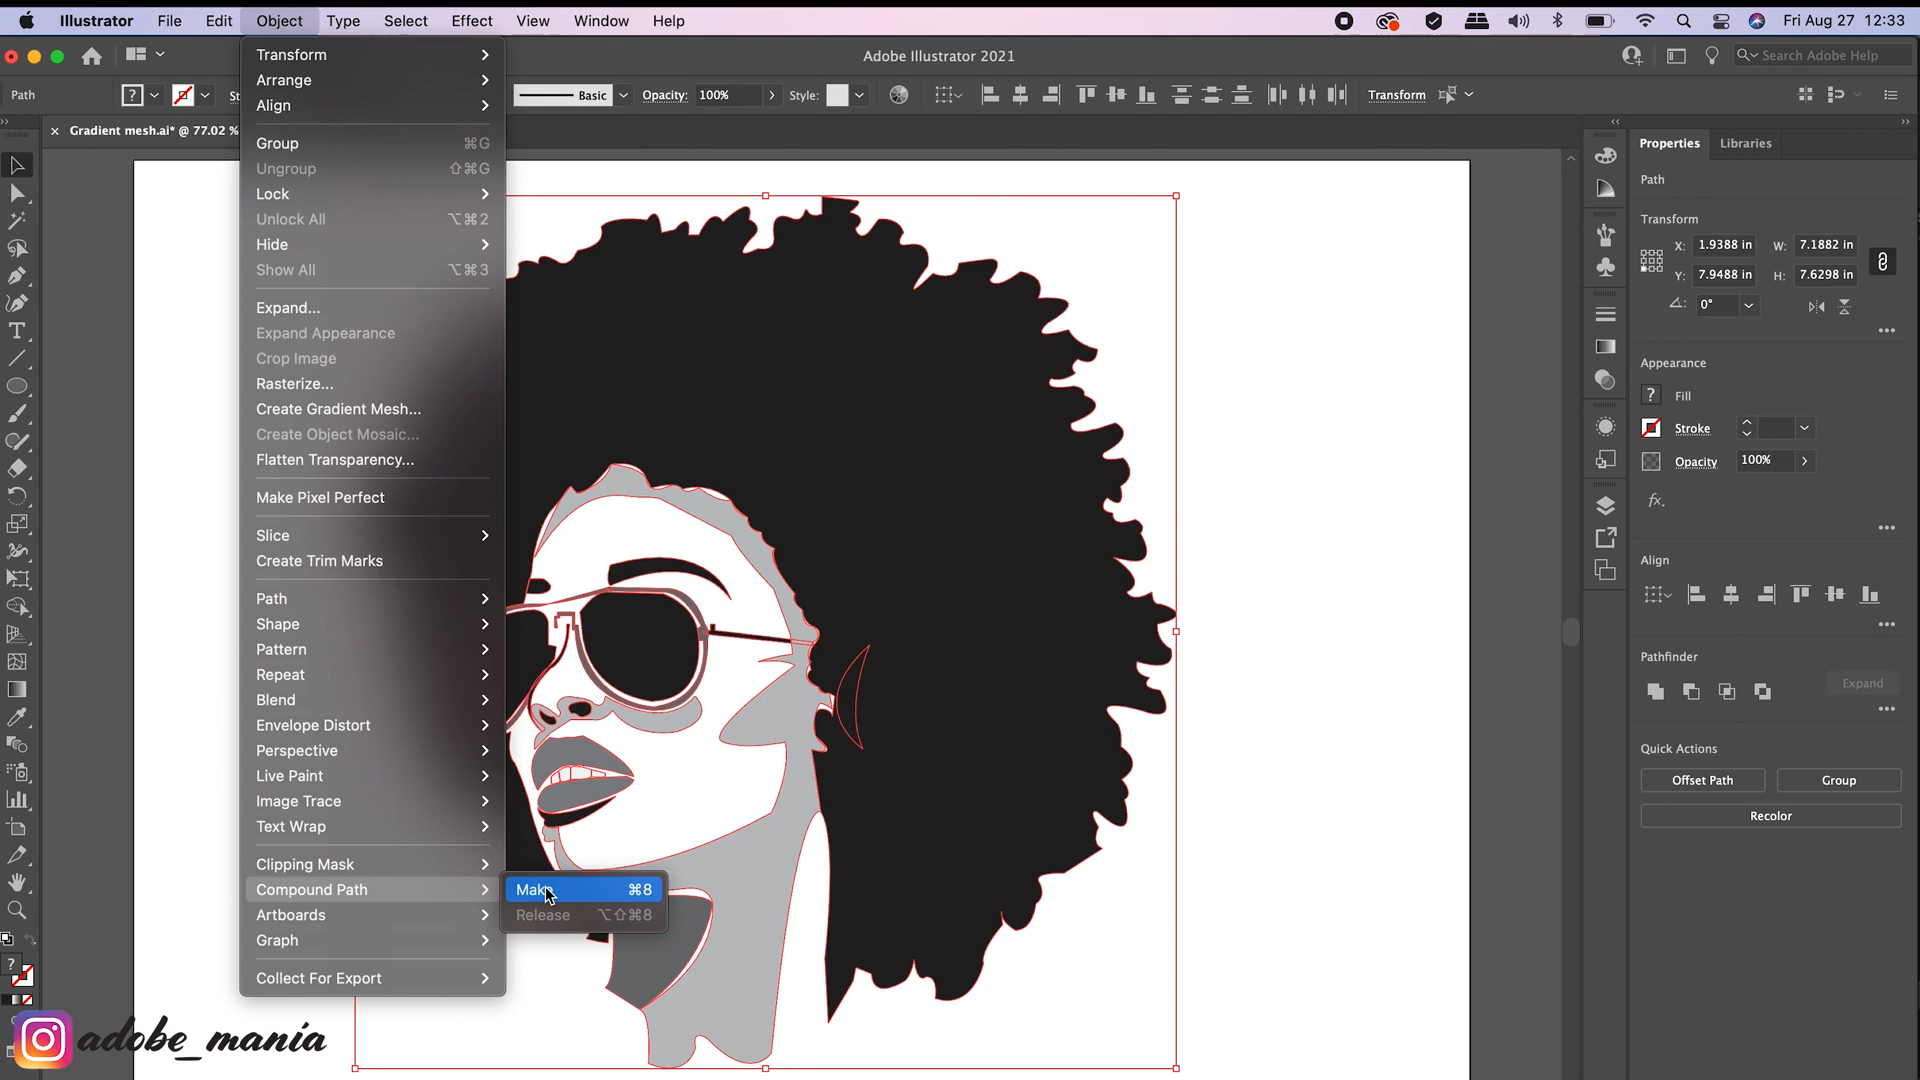 Illustrator File Edit Object Type Select Effect View Window Help Fri Aug 27 12:33
Adobe Illustrator 2021 Search Adobe Help
Path St Basic Opacity: 100% Style: Transform
× Gradient mesh.ai* @ 77.02 %
Transform
Arrange
Align
Group ⌘G
Ungroup ⇧⌘G
Lock
Unlock All ⌥⌘2
Hide
Show All ⌥⌘3
Expand...
Expand Appearance
Crop Image
Rasterize...
Create Gradient Mesh...
Create Object Mosaic...
Flatten Transparency...
Make Pixel Perfect
Slice
Create Trim Marks
Path
Shape
Pattern
Repeat
Blend
Envelope Distort
Perspective
Live Paint
Image Trace
Text Wrap
Clipping Mask
Compound Path
Artboards
Graph
Collect For Export
Make ⌘8
Release ⌥⇧⌘8
Properties Libraries
Path
Transform
X: 1.9388 in W: 7.1882 in
Y: 7.9488 in H: 7.6298 in
0°
Appearance
? Fill
Stroke
Opacity 100%
fx.
Align
Pathfinder
Expand
Quick Actions
Offset Path Group
Recolor
adobe_mania